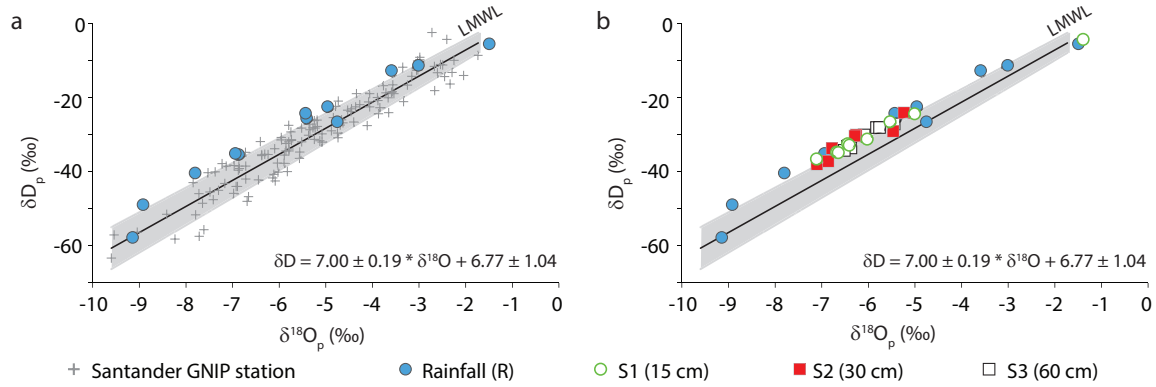 a
b
0
-20
-40
-60
δDp (‰)
LMWL
δD = 7.00 ± 0.19 * δ18O + 6.77 ± 1.04
-10 -9 -8 -7 -6 -5 -4 -3 -2 -1 0
δ18Op (‰)
0
-20
-40
-60
δDp (‰)
LMWL
δD = 7.00 ± 0.19 * δ18O + 6.77 ± 1.04
-10 -9 -8 -7 -6 -5 -4 -3 -2 -1 0
δ18Op (‰)
Santander GNIP station Rainfall (R) S1 (15 cm) S2 (30 cm) S3 (60 cm)